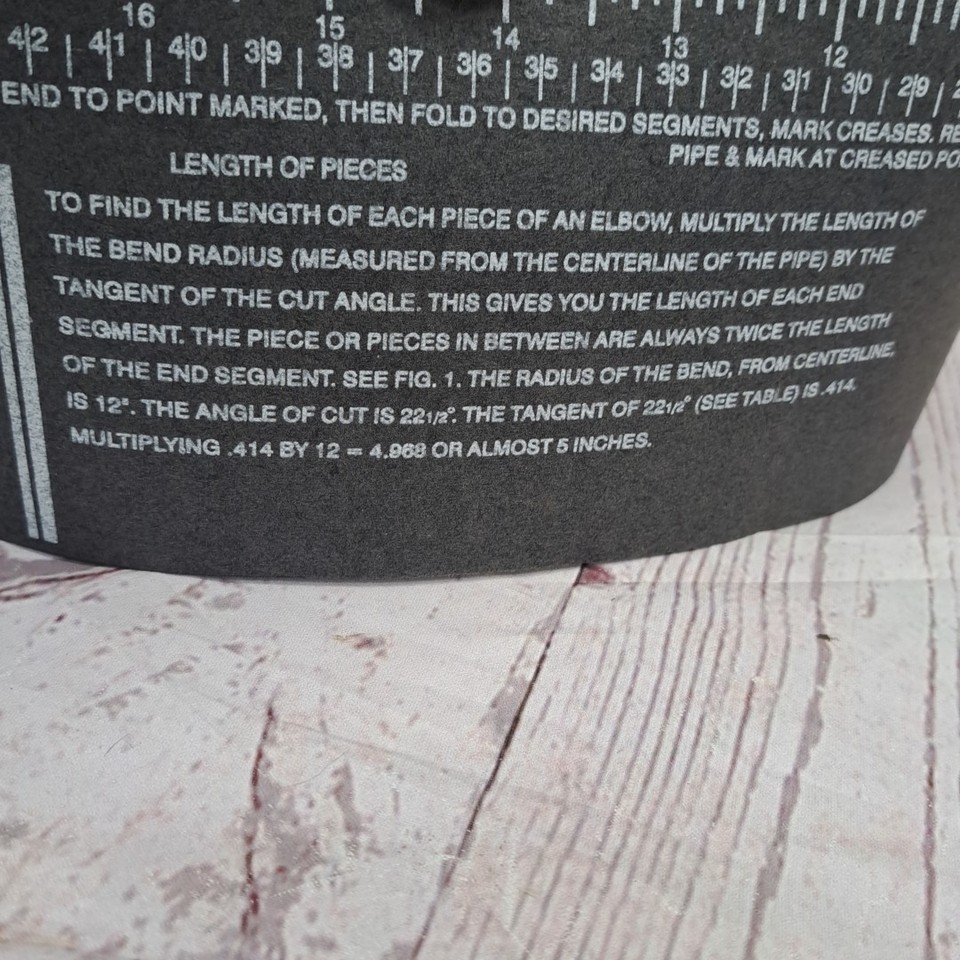 16 15 14 13 12
42 41 40 39 38 37 36 35 34 33 32 31 30 29
END TO POINT MARKED, THEN FOLD TO DESIRED SEGMENTS, MARK CREASES.
PIPE & MARK AT CREASED
LENGTH OF PIECES
TO FIND THE LENGTH OF EACH PIECE OF AN ELBOW, MULTIPLY THE LENGTH OF
THE BEND RADIUS (MEASURED FROM THE CENTERLINE OF THE PIPE) BY THE
TANGENT OF THE CUT ANGLE. THIS GIVES YOU THE LENGTH OF EACH END
SEGMENT. THE PIECE OR PIECES IN BETWEEN ARE ALWAYS TWICE THE LENGTH
OF THE END SEGMENT. SEE FIG. 1. THE RADIUS OF THE BEND, FROM CENTERLINE,
IS 12". THE ANGLE OF CUT IS 22 1/2°. THE TANGENT OF 22 1/2° (SEE TABLE) IS .414.
MULTIPLYING .414 BY 12 = 4.968 OR ALMOST 5 INCHES.